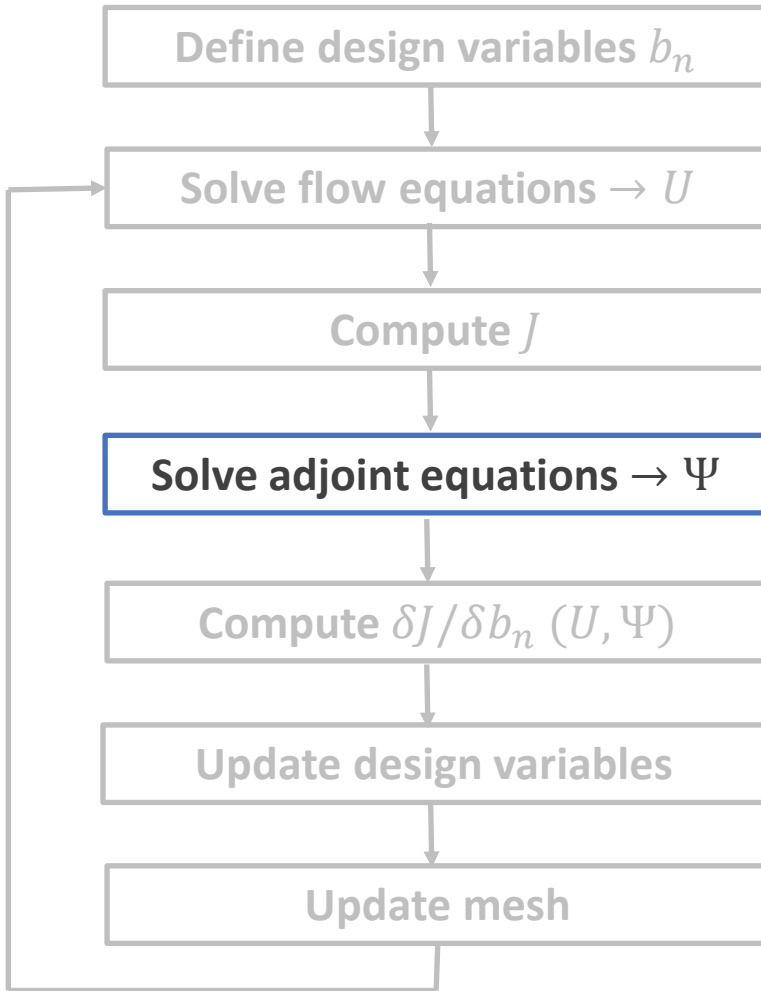 Define design variables bₙ
Solve flow equations → U
Compute J
Solve adjoint equations → Ψ
Compute δJ/δbₙ (U, Ψ)
Update design variables
Update mesh